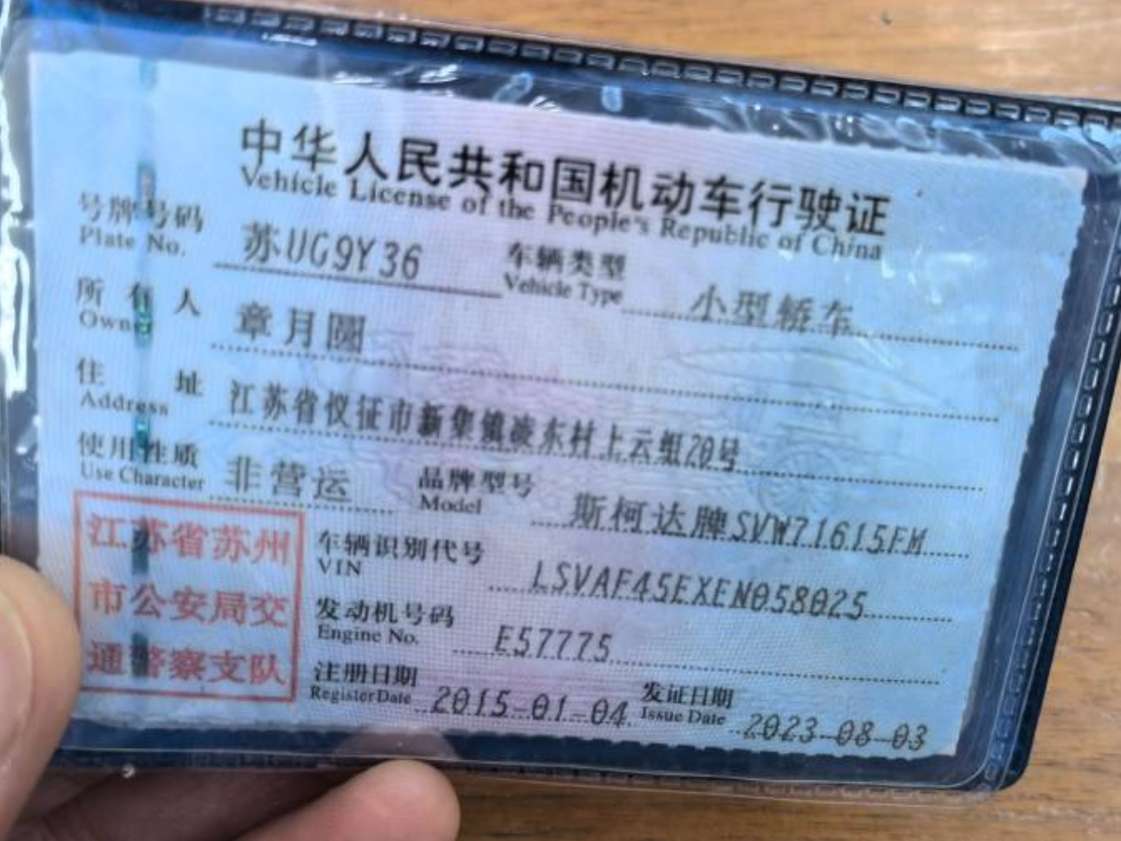 中华人民共和国机动车行驶证
Vehicle License of the People's Republic of China
号牌号码 苏UG9Y36 车辆类型 小型轿车
Plate No. Vehicle Type
所有人 章月圆
Owner
住址 江苏省仪征市新集镇凌东村上云组20号
Address
使用性质 非营运 品牌型号 斯柯达牌SVW71615FM
Use Character Model
江苏省苏州
市公安局交
通警察支队
车辆识别代号 LSVAF45EXEN058025
VIN
发动机号码 E57775
Engine No.
注册日期 2015-01-04 发证日期 2023-08-03
Register Date Issue Date